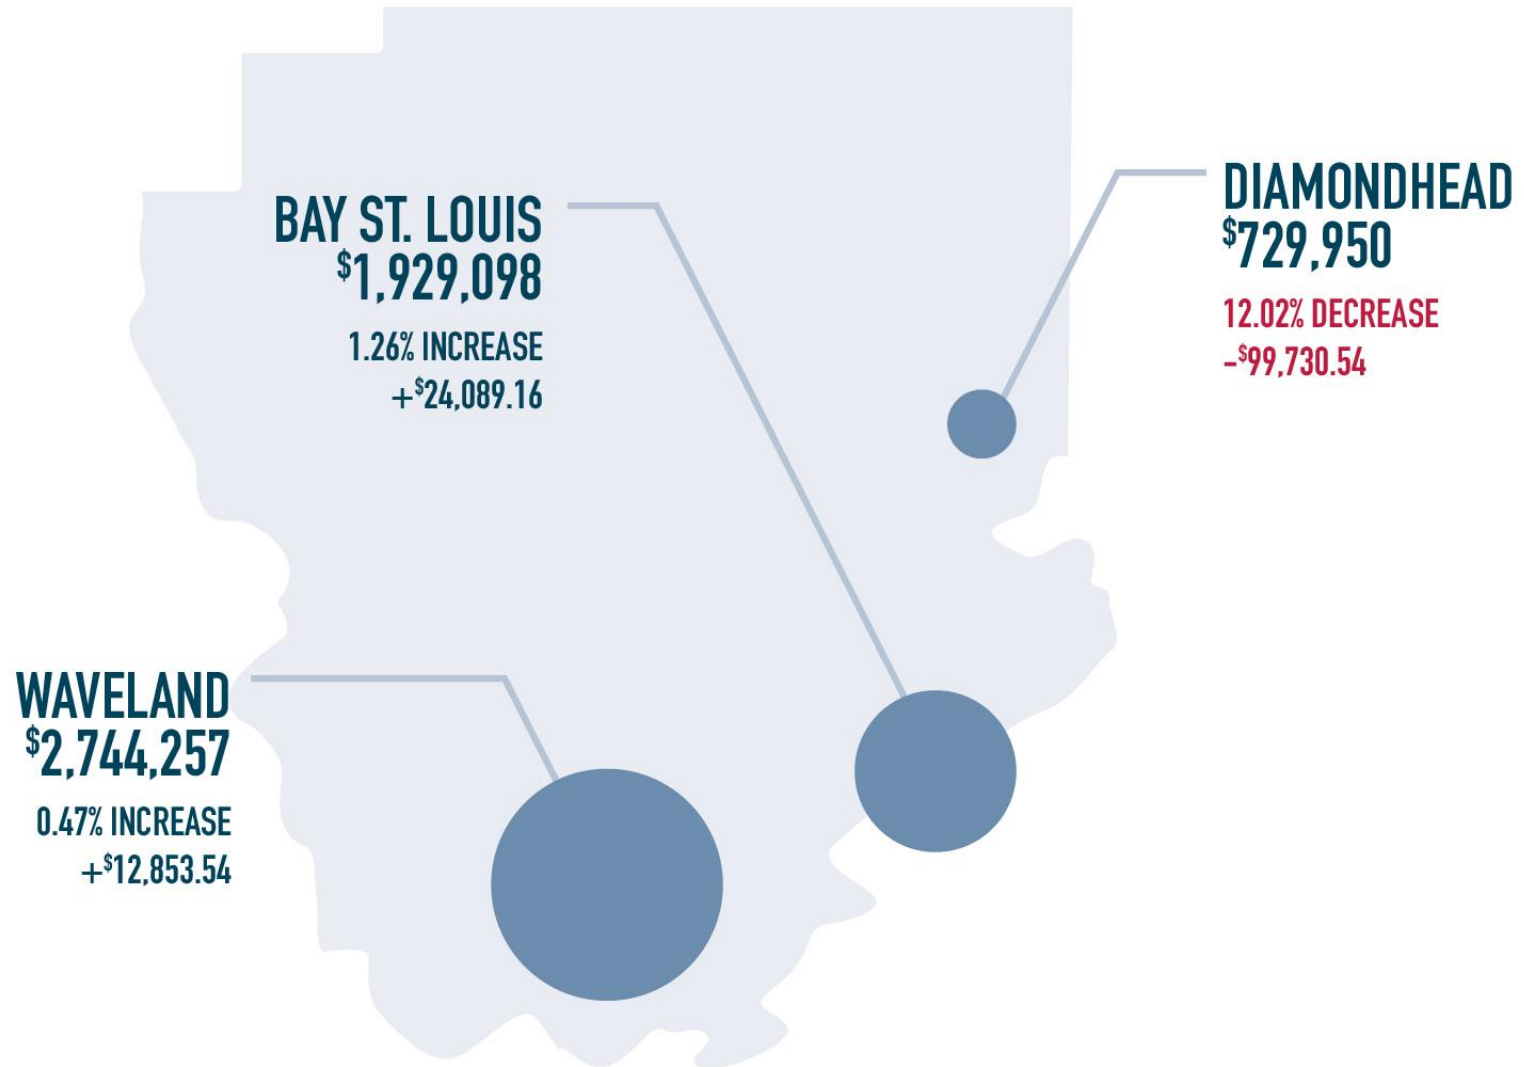 BAY ST. LOUIS
$1,929,098
1.26% INCREASE
+$24,089.16
DIAMONDHEAD
$729,950
12.02% DECREASE
–$99,730.54
WAVELAND
$2,744,257
0.47% INCREASE
+$12,853.54